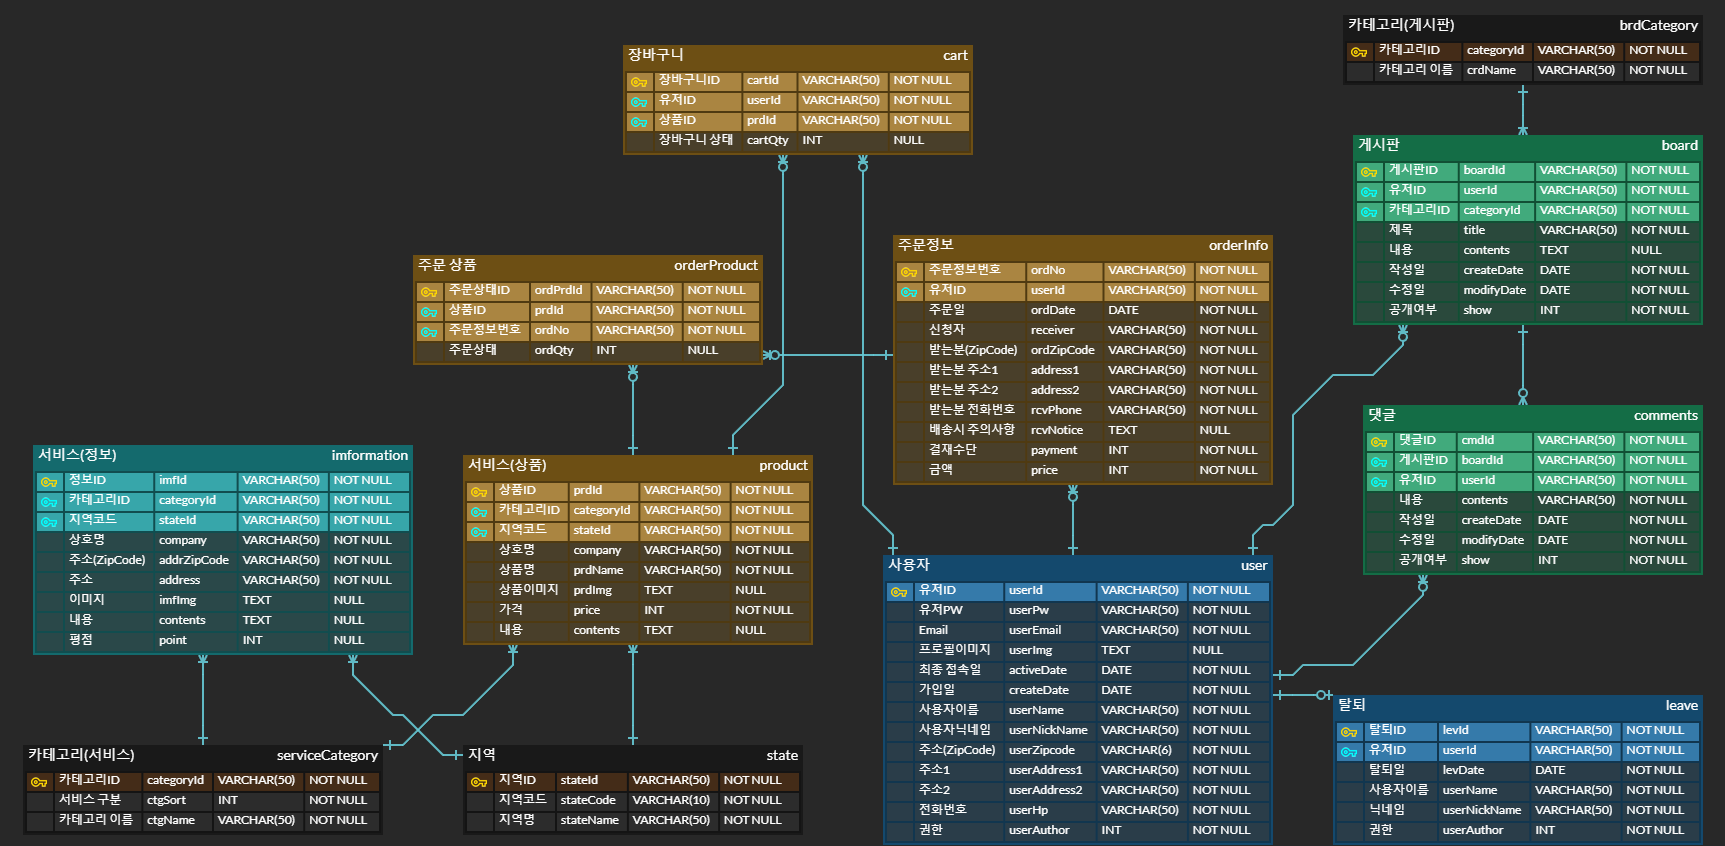 장바구니 cart
장바구니ID cartId VARCHAR(50) NOT NULL
유저ID userId VARCHAR(50) NOT NULL
상품ID prdId VARCHAR(50) NOT NULL
장바구니 상태 cartQty INT NULL
카테고리(게시판) brdCategory
카테고리ID categoryId VARCHAR(50) NOT NULL
카테고리 이름 crdName VARCHAR(50) NOT NULL
게시판 board
게시판ID boardId VARCHAR(50) NOT NULL
유저ID userId VARCHAR(50) NOT NULL
카테고리ID categoryId VARCHAR(50) NOT NULL
제목 title VARCHAR(50) NOT NULL
내용 contents TEXT NULL
작성일 createDate DATE NOT NULL
수정일 modifyDate DATE NOT NULL
공개여부 show INT NOT NULL
주문 상품 orderProduct
주문상태ID ordPrdId VARCHAR(50) NOT NULL
상품ID prdId VARCHAR(50) NOT NULL
주문정보번호 ordNo VARCHAR(50) NOT NULL
주문상태 ordQty INT NULL
주문정보 orderInfo
주문정보번호 ordNo VARCHAR(50) NOT NULL
유저ID userId VARCHAR(50) NOT NULL
주문일 ordDate DATE NOT NULL
신청자 receiver VARCHAR(50) NOT NULL
받는분(ZipCode) ordZipCode VARCHAR(50) NOT NULL
받는분 주소1 address1 VARCHAR(50) NOT NULL
받는분 주소2 address2 VARCHAR(50) NOT NULL
받는분 전화번호 rcvPhone VARCHAR(50) NOT NULL
배송시 주의사항 rcvNotice TEXT NULL
결재수단 payment INT NOT NULL
금액 price INT NOT NULL
댓글 comments
댓글ID cmdId VARCHAR(50) NOT NULL
게시판ID boardId VARCHAR(50) NOT NULL
유저ID userId VARCHAR(50) NOT NULL
내용 contents VARCHAR(50) NOT NULL
작성일 createDate DATE NOT NULL
수정일 modifyDate DATE NOT NULL
공개여부 show INT NOT NULL
서비스(정보) imformation
정보ID imfId VARCHAR(50) NOT NULL
카테고리ID categoryId VARCHAR(50) NOT NULL
지역코드 stateId VARCHAR(50) NOT NULL
상호명 company VARCHAR(50) NOT NULL
주소(ZipCode) addrZipCode VARCHAR(50) NOT NULL
주소 address VARCHAR(50) NOT NULL
이미지 imfImg TEXT NULL
내용 contents TEXT NULL
평점 point INT NULL
서비스(상품) product
상품ID prdId VARCHAR(50) NOT NULL
카테고리ID categoryId VARCHAR(50) NOT NULL
지역코드 stateId VARCHAR(50) NOT NULL
상호명 company VARCHAR(50) NOT NULL
상품명 prdName VARCHAR(50) NOT NULL
상품이미지 prdImg TEXT NULL
가격 price INT NOT NULL
내용 contents TEXT NULL
사용자 user
유저ID userId VARCHAR(50) NOT NULL
유저PW userPw VARCHAR(50) NOT NULL
Email userEmail VARCHAR(50) NOT NULL
프로필이미지 userImg TEXT NULL
최종 접속일 activeDate DATE NOT NULL
가입일 createDate DATE NOT NULL
사용자이름 userName VARCHAR(50) NOT NULL
사용자닉네임 userNickName VARCHAR(50) NOT NULL
주소(ZipCode) userZipcode VARCHAR(6) NOT NULL
주소1 userAddress1 VARCHAR(50) NOT NULL
주소2 userAddress2 VARCHAR(50) NOT NULL
전화번호 userHp VARCHAR(50) NOT NULL
권한 userAuthor INT NOT NULL
탈퇴 leave
탈퇴ID levId VARCHAR(50) NOT NULL
유저ID userId VARCHAR(50) NOT NULL
탈퇴일 levDate DATE NOT NULL
사용자이름 userName VARCHAR(50) NOT NULL
닉네임 userNickName VARCHAR(50) NOT NULL
권한 userAuthor INT NOT NULL
카테고리(서비스) serviceCategory
카테고리ID categoryId VARCHAR(50) NOT NULL
서비스 구분 ctgSort INT NOT NULL
카테고리 이름 ctgName VARCHAR(50) NOT NULL
지역 state
지역ID stateId VARCHAR(50) NOT NULL
지역코드 stateCode VARCHAR(10) NOT NULL
지역명 stateName VARCHAR(50) NOT NULL